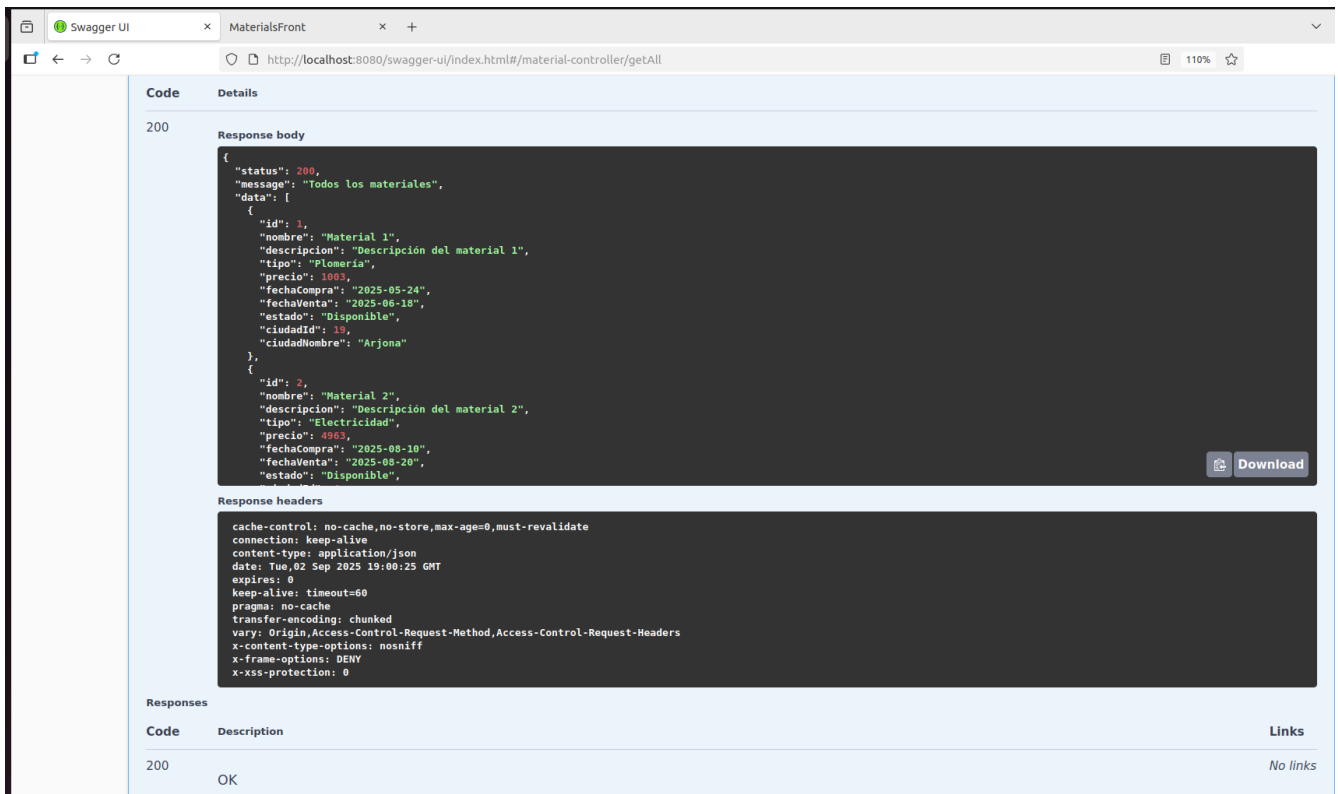 Swagger UI
MaterialsFront
http://localhost:8080/swagger-ui/index.html#/material-controller/getAll
110%
Code Details
200
Response body
{
"status": 200,
"message": "Todos los materiales",
"data": [
{
"id": 1,
"nombre": "Material 1",
"descripcion": "Descripción del material 1",
"tipo": "Plomería",
"precio": 1003,
"fechaCompra": "2025-05-24",
"fechaVenta": "2025-06-18",
"estado": "Disponible",
"ciudadId": 19,
"ciudadNombre": "Arjona"
},
{
"id": 2,
"nombre": "Material 2",
"descripcion": "Descripción del material 2",
"tipo": "Electricidad",
"precio": 4963,
"fechaCompra": "2025-08-10",
"fechaVenta": "2025-08-20",
"estado": "Disponible",
Download
Response headers
cache-control: no-cache,no-store,max-age=0,must-revalidate
connection: keep-alive
content-type: application/json
date: Tue,02 Sep 2025 19:00:25 GMT
expires: 0
keep-alive: timeout=60
pragma: no-cache
transfer-encoding: chunked
vary: Origin,Access-Control-Request-Method,Access-Control-Request-Headers
x-content-type-options: nosniff
x-frame-options: DENY
x-xss-protection: 0
Responses
Code Description Links
200 No links
OK